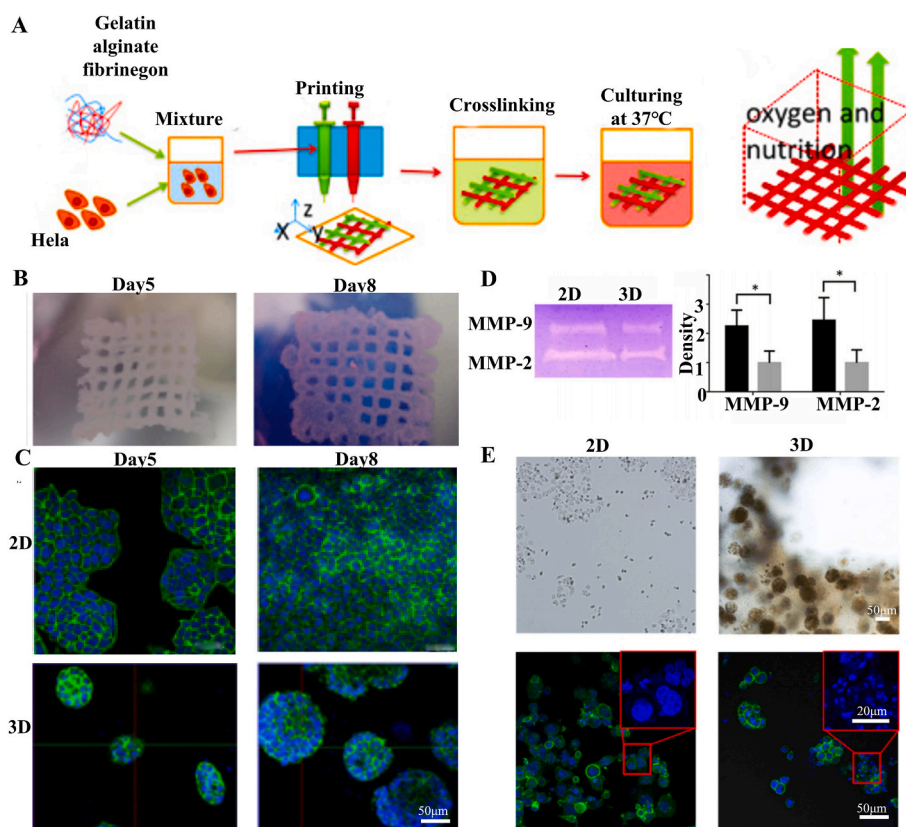 A
Gelatin
alginate
fibrinegon
Hela
Mixture
Printing
Z
X
y
Crosslinking
Culturing
at 37℃
oxygen and
nutrition
B
Day5
Day8
C
Day5
Day8
2D
3D
50μm
D
2D
3D
MMP-9
MMP-2
Density
3
2
1
0
*
*
MMP-9
MMP-2
E
2D
3D
50μm
20μm
50μm